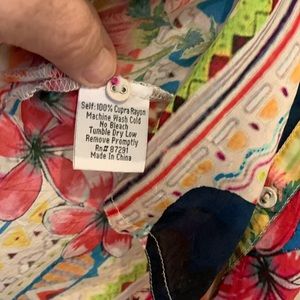 Self: 100% Cupra Rayon
Machine Wash Cold
No Bleach
Tumble Dry Low
Remove Promptly
Rn# 87291
Made In China